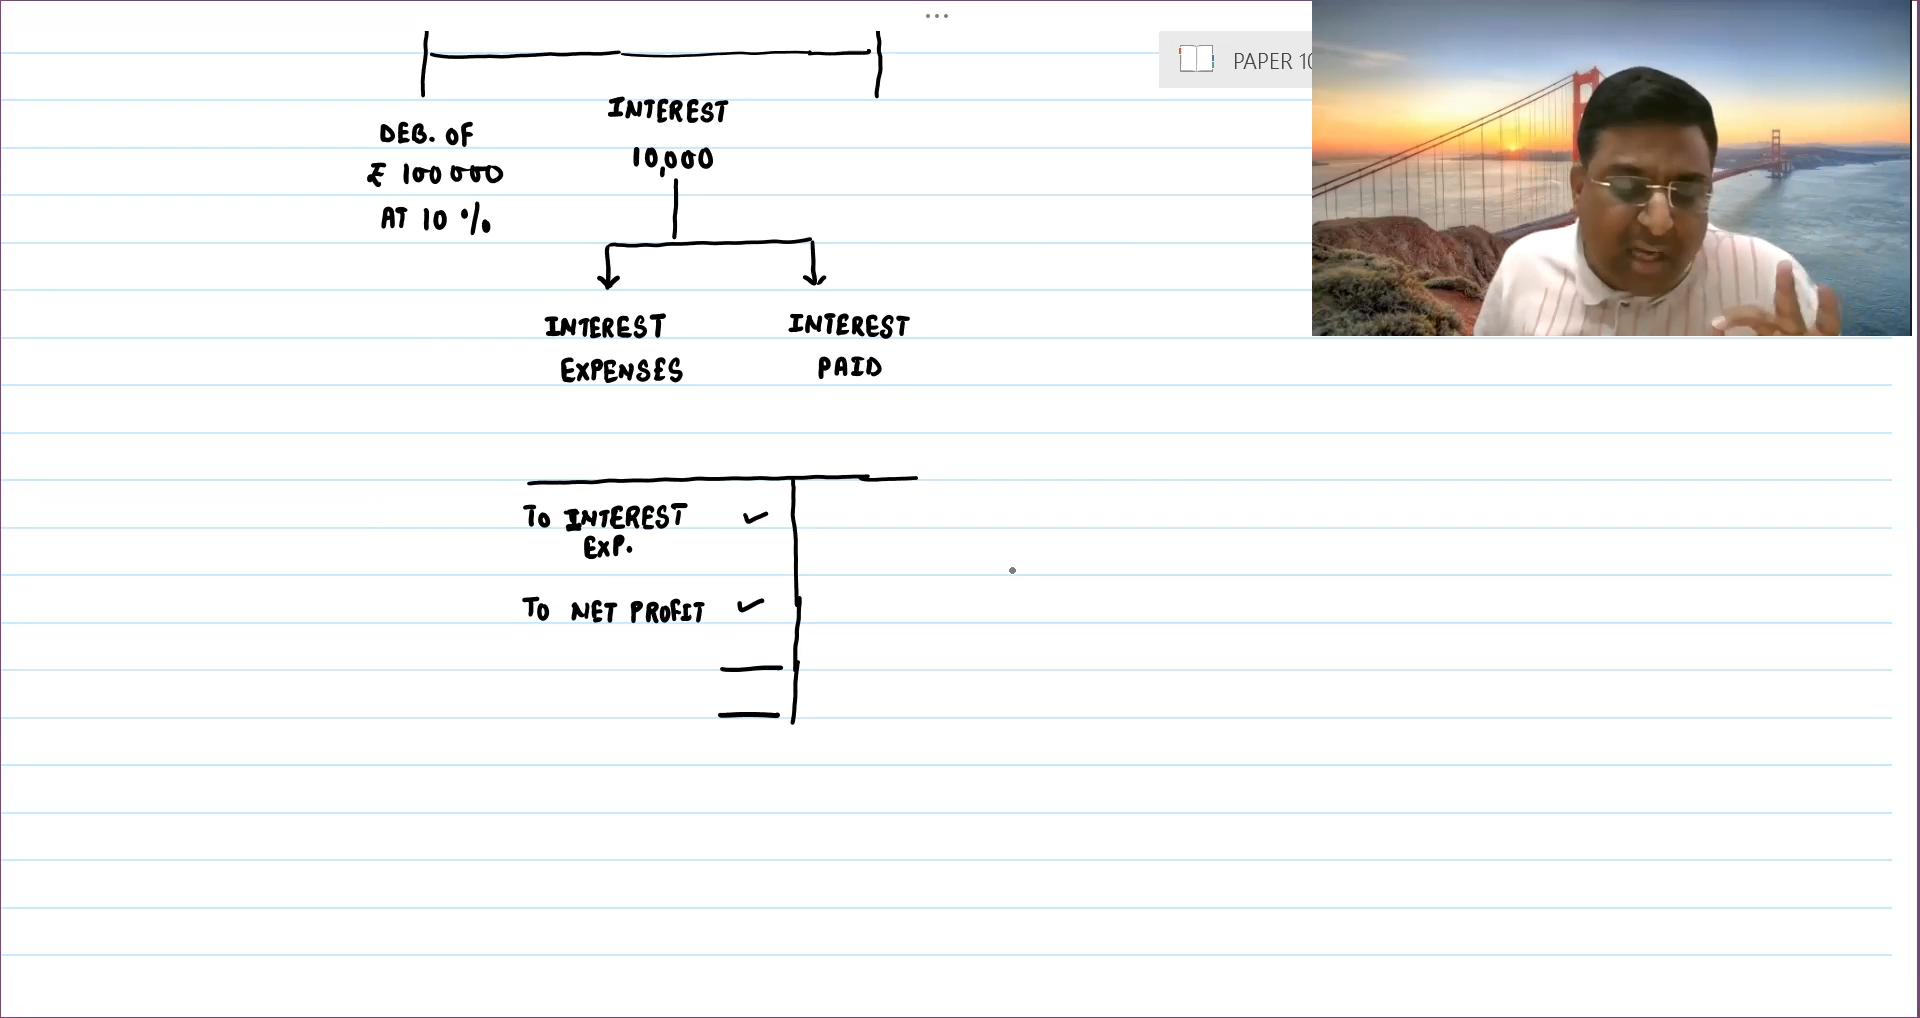 PAPER 10
INTEREST
10,000
DEB. OF
₹ 100000
AT 10 %
INTEREST
EXPENSES
INTEREST
PAID
To INTEREST
EXP.
To NET PROFIT